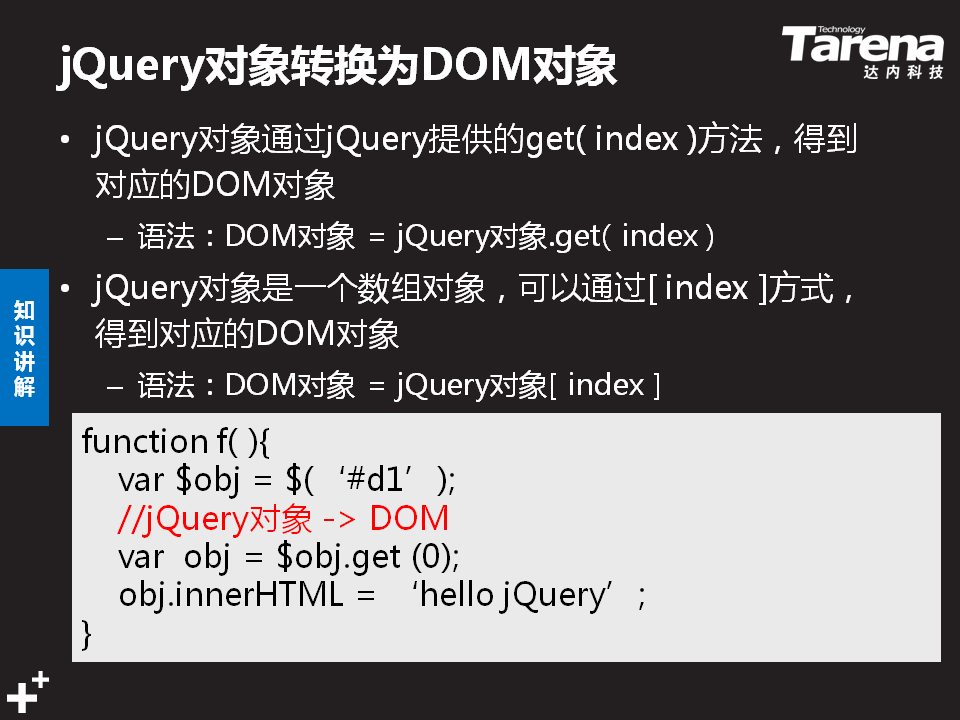 jQuery对象转换为DOM对象
Technology
Tarena
达内科技
• jQuery对象通过jQuery提供的get( index )方法，得到
对应的DOM对象
– 语法：DOM对象 = jQuery对象.get( index )
• jQuery对象是一个数组对象，可以通过[ index ]方式，
得到对应的DOM对象
– 语法：DOM对象 = jQuery对象[ index ]
知识讲解
function f( ){
var $obj = $( ‘#d1’ );
//jQuery对象 -> DOM
var  obj = $obj.get (0);
obj.innerHTML = ‘hello jQuery’ ;
}